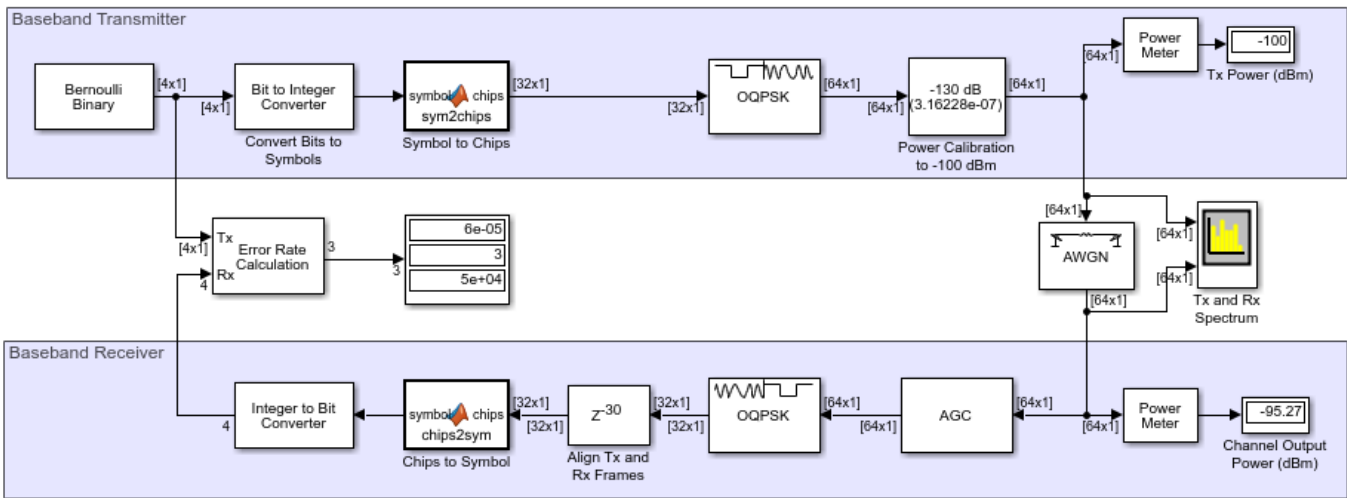 Baseband Transmitter
Bernoulli
Binary
[4x1]
[4x1]
Bit to Integer
Converter
Convert Bits to
Symbols
symbol chips
sym2chips
Symbol to Chips
[32x1]
[32x1]
OQPSK
[64x1]
[64x1]
-130 dB
(3.16228e-07)
Power Calibration
to -100 dBm
[64x1]
[64x1]
Power
Meter
-100
Tx Power (dBm)
[4x1]
Tx
Rx
4
Error Rate
Calculation
3
3
6e-05
3
5e+04
[64x1]
AWGN
[64x1]
[64x1]
[64x1]
Tx and Rx
Spectrum
Baseband Receiver
4
Integer to Bit
Converter
symbol chips
chips2sym
Chips to Symbol
[32x1]
[32x1]
Z-30
Align Tx and
Rx Frames
[32x1]
[32x1]
OQPSK
[64x1]
[64x1]
AGC
[64x1]
[64x1]
Power
Meter
-95.27
Channel Output
Power (dBm)